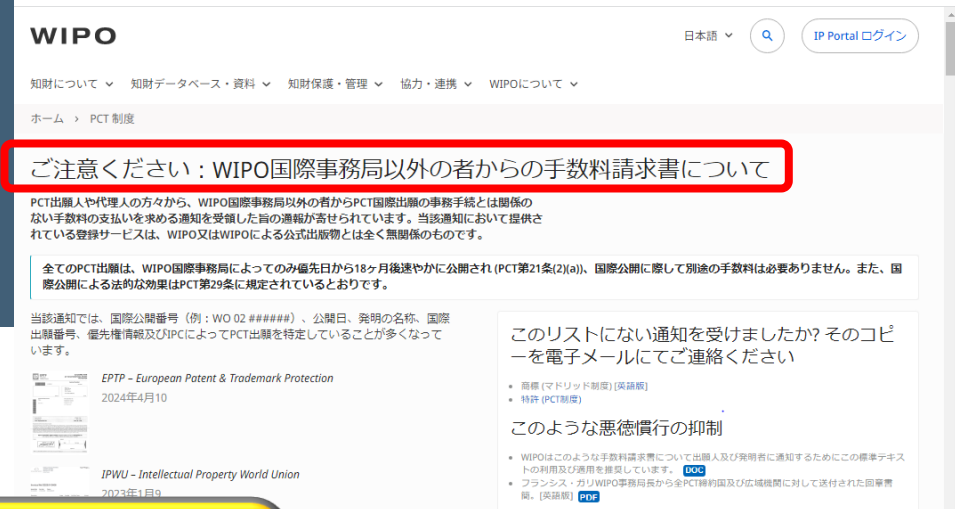 WIPO
日本語
IP Portal ログイン
知財について
知財データベース・資料
知財保護・管理
協力・連携
WIPOについて
ホーム › PCT 制度
ご注意ください：WIPO国際事務局以外の者からの手数料請求書について
PCT出願人や代理人の方々から、WIPO国際事務局以外の者からPCT国際出願の事務手続とは関係の
ない手数料の支払いを求める通知を受領した旨の通報が寄せられています。当該通知において提供さ
れている登録サービスは、WIPO又はWIPOによる公式出版物とは全く無関係のものです。
全てのPCT出願は、WIPO国際事務局によってのみ優先日から18ヶ月後速やかに公開され (PCT第21条(2)(a))、国際公開に際して別途の手数料は必要ありません。また、国
際公開による法的な効果はPCT第29条に規定されているとおりです。
当該通知では、国際公開番号（例：WO 02 ######）、公開日、発明の名称、国際
出願番号、優先権情報及びIPCによってPCT出願を特定していることが多くなって
います。
EPTP – European Patent & Trademark Protection
2024年4月10
IPWU – Intellectual Property World Union
2023年1月9
このリストにない通知を受けましたか? そのコピ
ーを電子メールにてご連絡ください
商標 (マドリッド制度) [英語版]
特許 (PCT制度)
このような悪徳慣行の抑制
WIPOはこのような手数料請求書について出願人及び発明者に通知するためにこの標準テキス
トの利用及び適用を推奨しています。 DOC
フランシス・ガリWIPO事務局長から全PCT締約国及び広域機関に対して送付された回章書
簡。[英語版] PDF